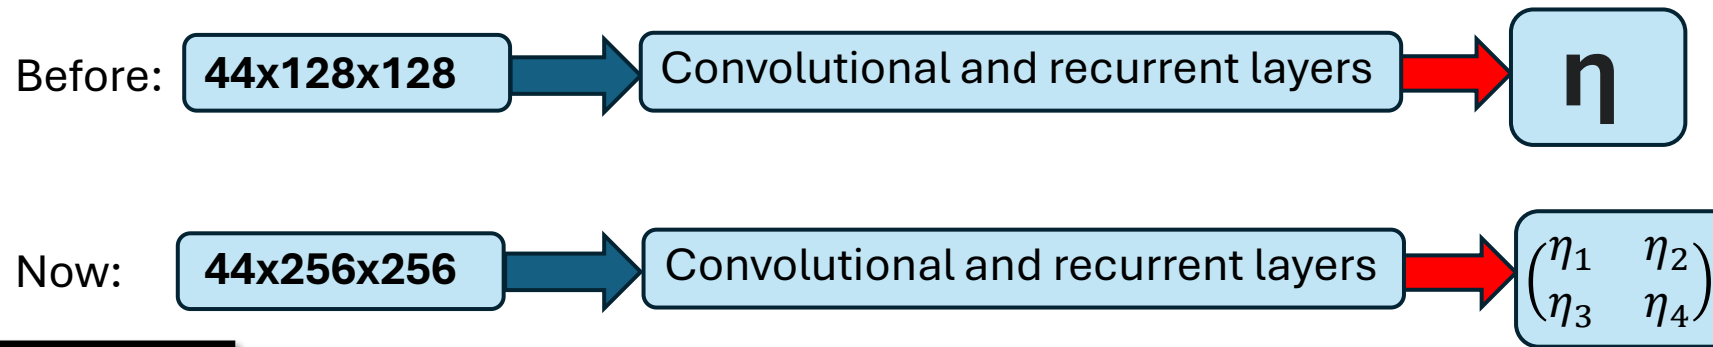 Before: 44x128x128 Convolutional and recurrent layers η
Now: 44x256x256 Convolutional and recurrent layers (η₁ η₂
η₃ η₄)